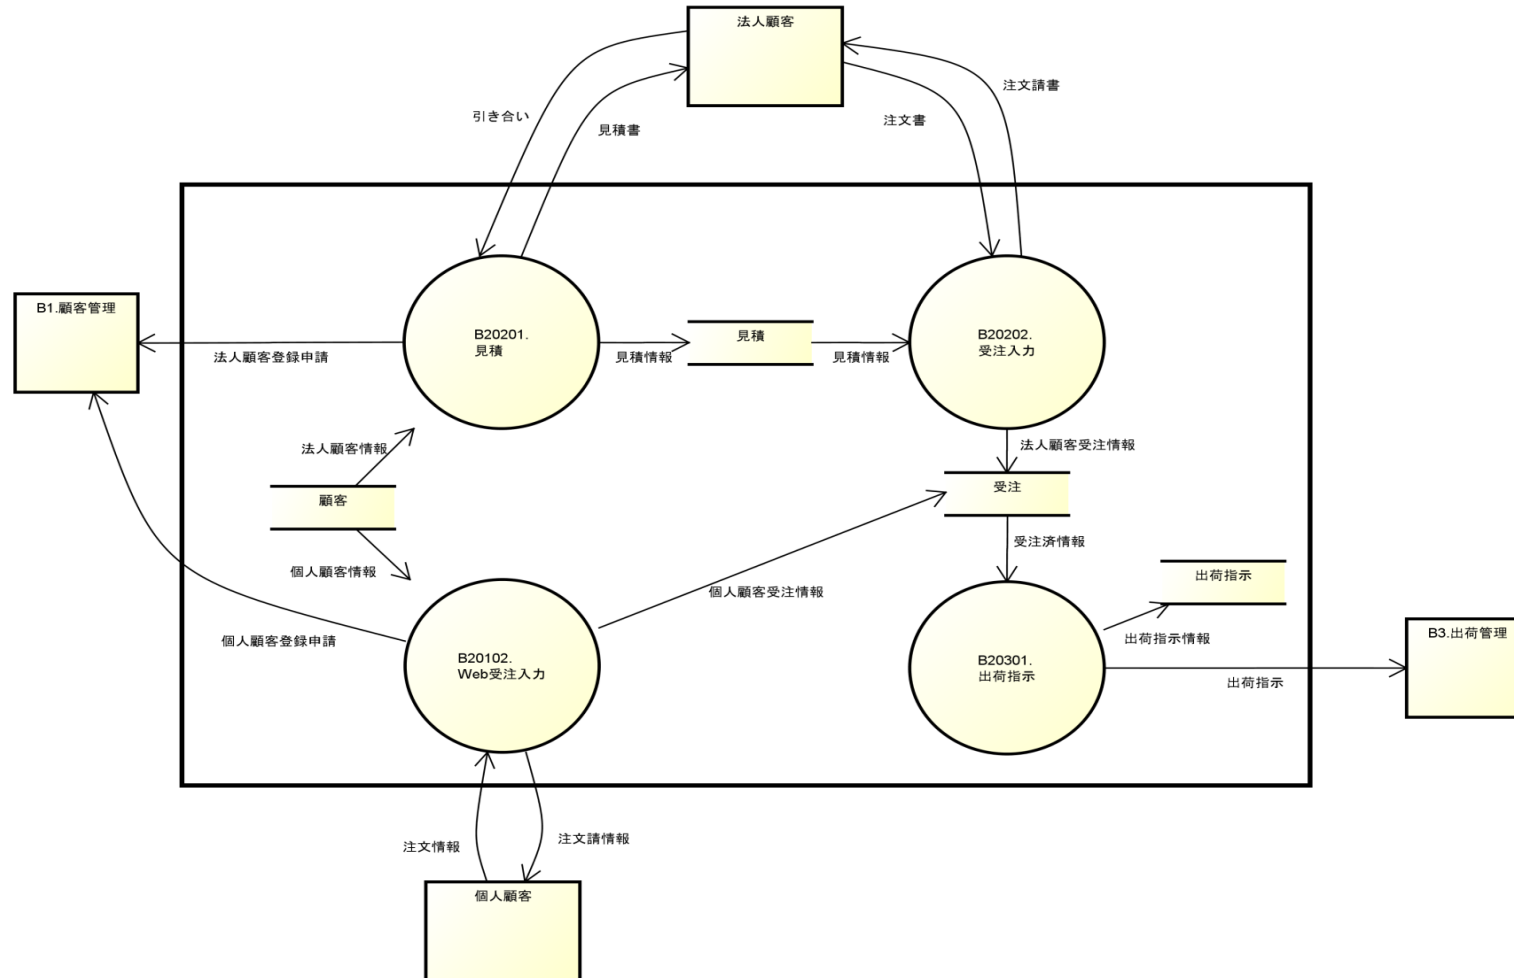 法人顧客
注文請書
引き合い
注文書
見積書
B1.顧客管理
B20201.
見積
見積
B20202.
受注入力
法人顧客登録申請
見積情報
見積情報
法人顧客情報
法人顧客受注情報
受注
顧客
受注済情報
個人顧客情報
出荷指示
個人顧客受注情報
個人顧客登録申請
出荷指示情報
B3.出荷管理
B20102.
Web受注入力
B20301.
出荷指示
出荷指示
注文情報
注文請情報
個人顧客